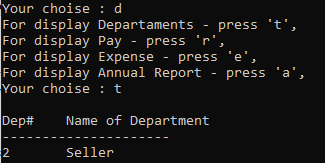 Your choise : d
For display Departaments - press 't',
For display Pay - press 'r',
For display Expense - press 'e',
For display Annual Report - press 'a',
Your choise : t
Dep#    Name of Department
---------------------
2       Seller